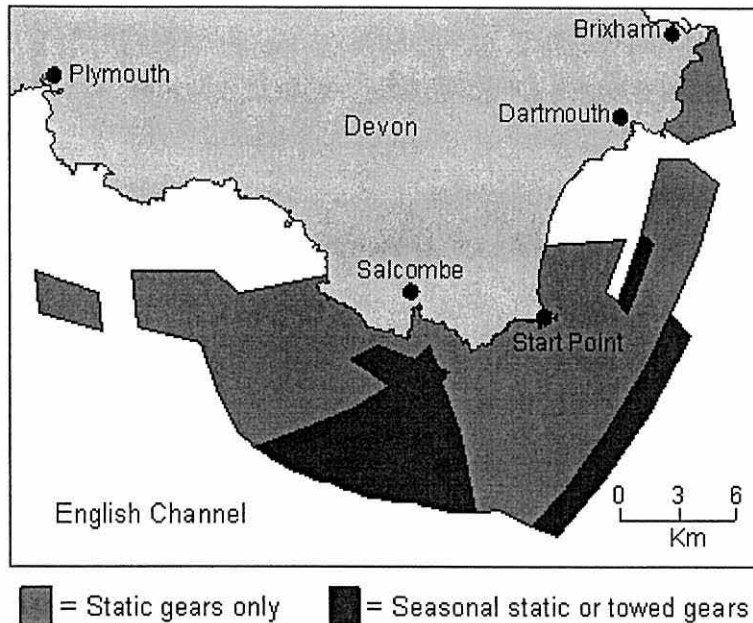 Brixham
Plymouth
Dartmouth
Devon
Salcombe
Start Point
English Channel
0 3 6
Km
= Static gears only
= Seasonal static or towed gears